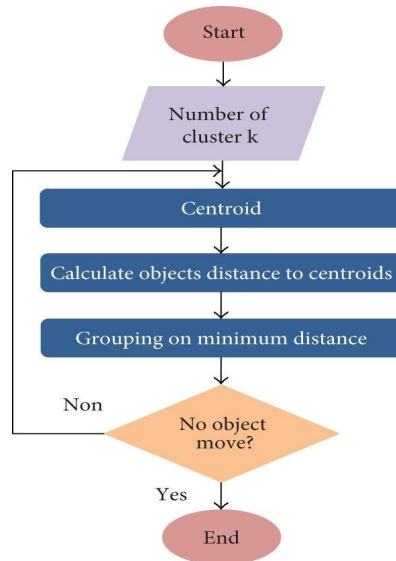 Start
Number of
cluster k
Centroid
Calculate objects distance to centroids
Grouping on minimum distance
Non
No object
move?
Yes
End